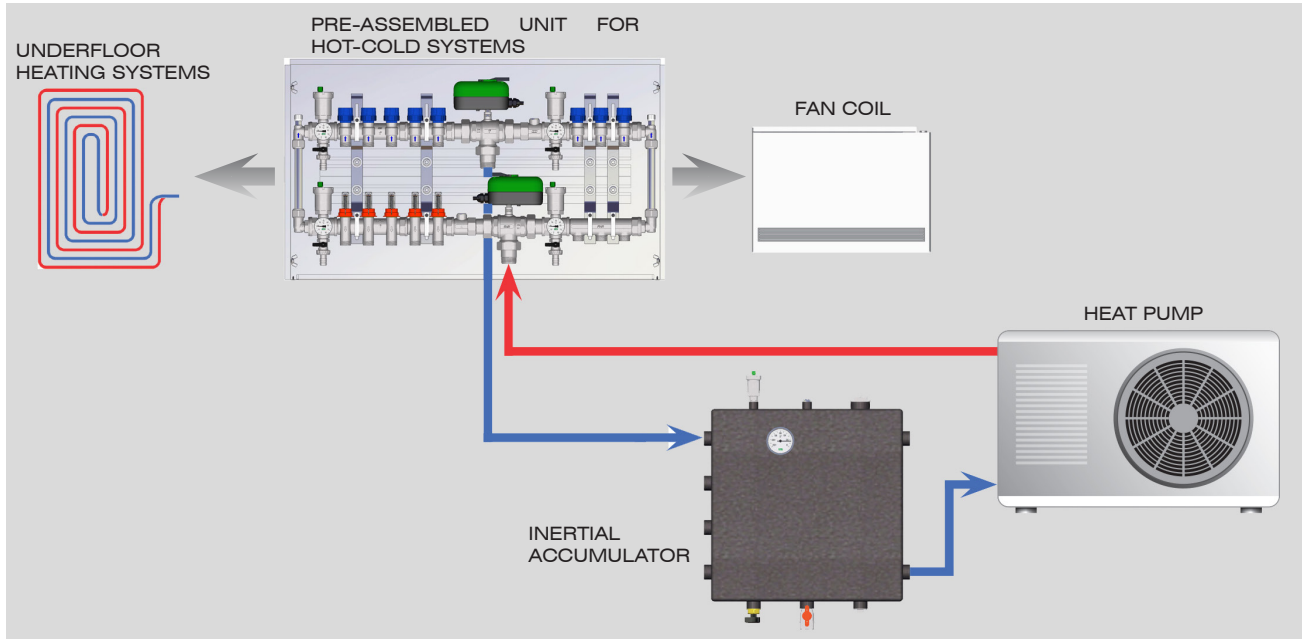 PRE-ASSEMBLED UNIT FOR
HOT-COLD SYSTEMS
UNDERFLOOR
HEATING SYSTEMS
FAN COIL
HEAT PUMP
INERTIAL
ACCUMULATOR